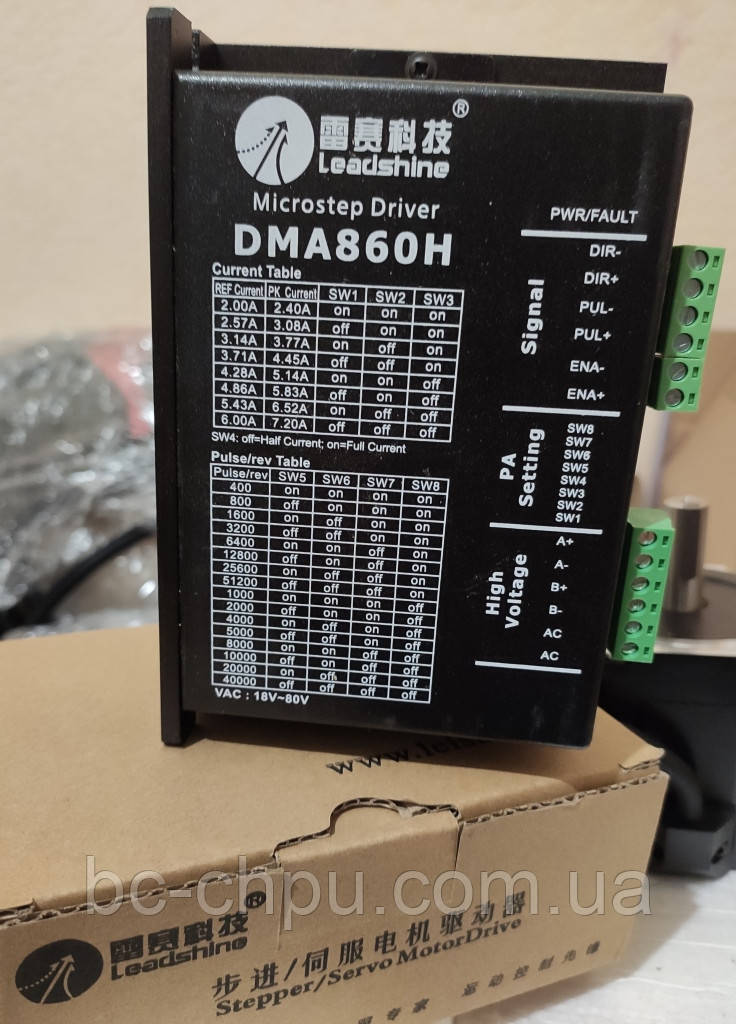 雷赛科技®
Leadshine
Microstep Driver
DMA860H
Current Table
REF Current PK Current SW1 SW2 SW3
2.00A 2.40A on on on
2.57A 3.08A off on on
3.14A 3.77A on off on
3.71A 4.45A off off on
4.28A 5.14A on on off
4.86A 5.83A off on off
5.43A 6.52A on off off
6.00A 7.20A off off off
SW4: off=Half Current; on=Full Current
Pulse/rev Table
Pulse/rev SW5 SW6 SW7 SW8
400 on on on on
800 off on on on
1600 on off on on
3200 off off on on
6400 on on off on
12800 off on off on
25600 on off off on
51200 off off off on
1000 on on on off
2000 off on on off
4000 on off on off
5000 off off on off
8000 on on off off
10000 off on off off
20000 on off off off
40000 off off off off
VAC : 18V~80V
PWR/FAULT
Signal
DIR-
DIR+
PUL-
PUL+
ENA-
ENA+
PA Setting
SW8
SW7
SW6
SW5
SW4
SW3
SW2
SW1
High Voltage
A+
A-
B+
B-
AC
AC
bc-chpu.com.ua
雷赛科技®
Leadshine
步进/伺服电机驱动器
Stepper/Servo MotorDrive
专家 运动控制先锋